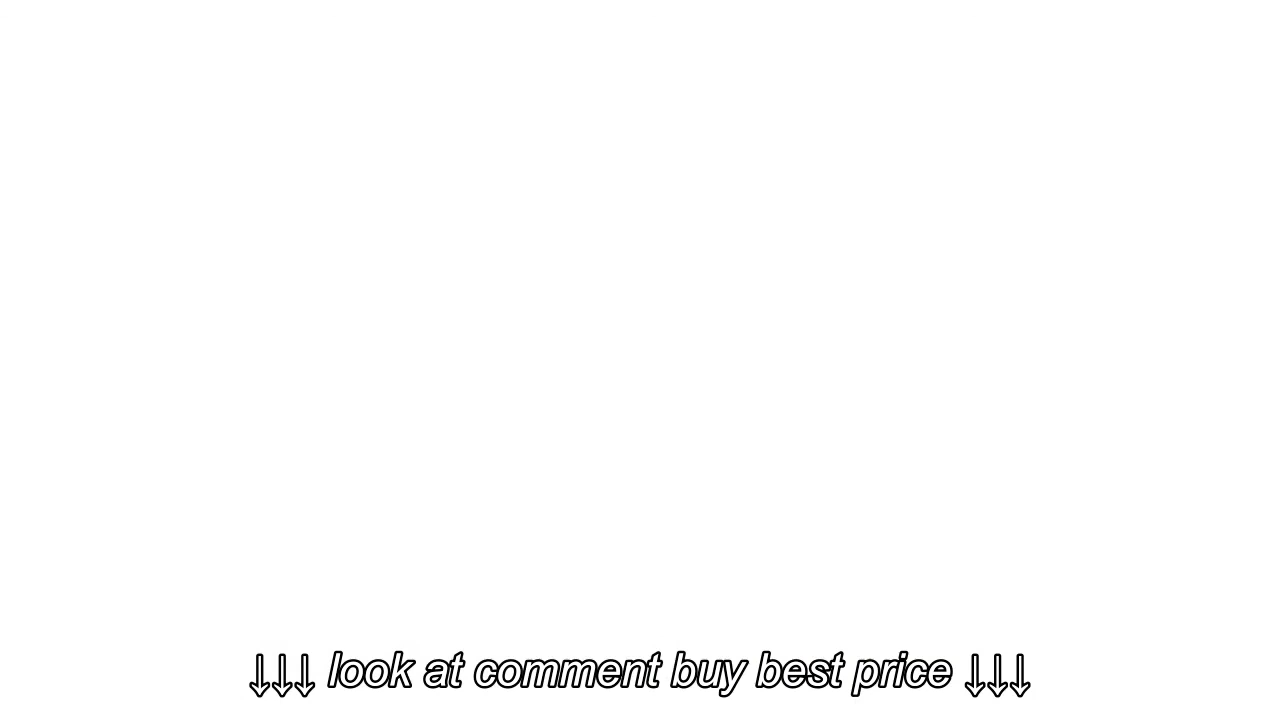 ↓↓↓ look at comment buy best price ↓↓↓